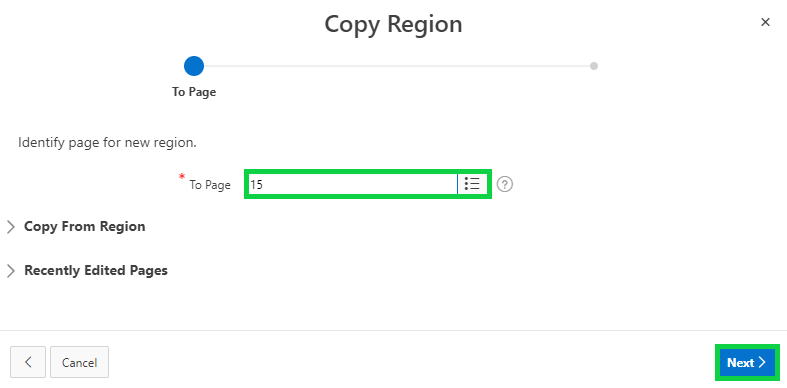 Copy Region
×
To Page
Identify page for new region.
* To Page 15 ?
Copy From Region
Recently Edited Pages
Cancel Next